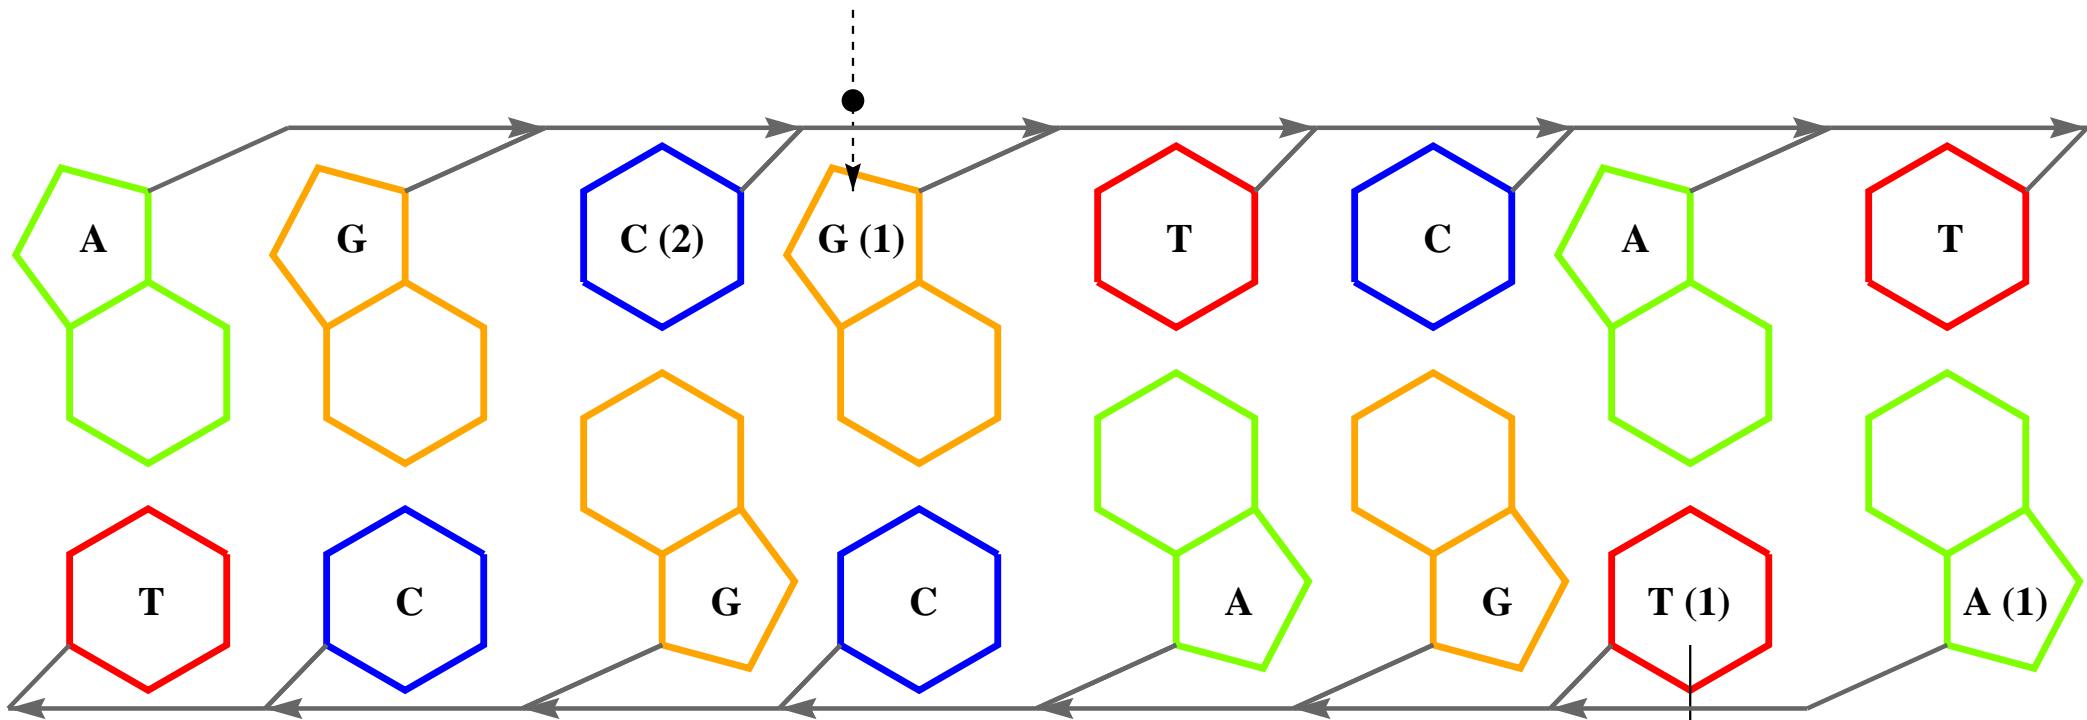 A G C (2) G (1) T C A T
T C G C A G T (1) A (1)